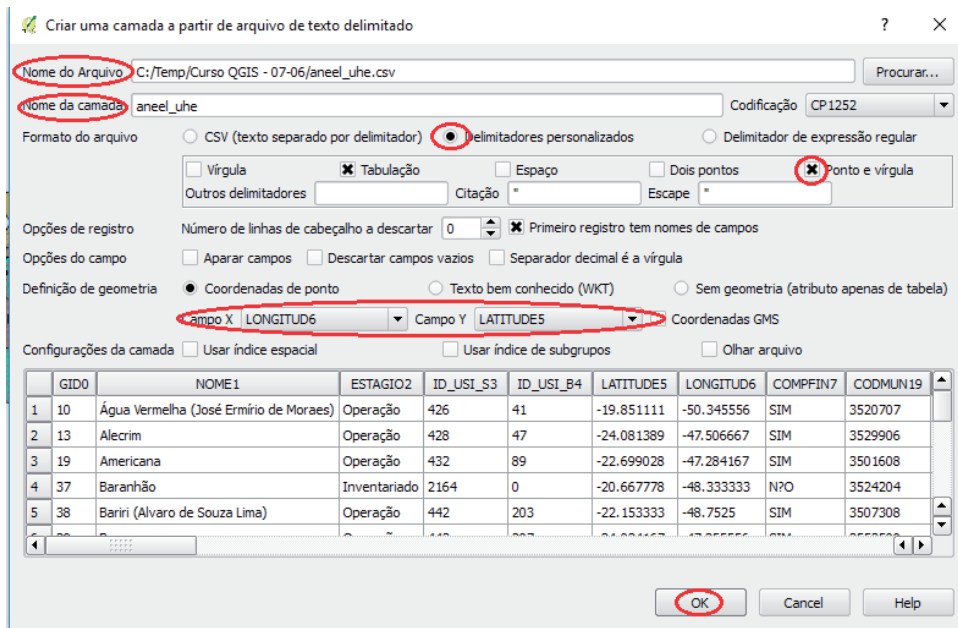 Criar uma camada a partir de arquivo de texto delimitado ? ×
Nome do Arquivo C:/Temp/Curso QGIS - 07-06/aneel_uhe.csv Procurar...
Nome da camada aneel_uhe Codificação CP1252
Formato do arquivo CSV (texto separado por delimitador) Delimitadores personalizados Delimitador de expressão regular
Vírgula Tabulação Espaço Dois pontos Ponto e vírgula
Outros delimitadores Citação " Escape "
Opções de registro Número de linhas de cabeçalho a descartar 0 Primeiro registro tem nomes de campos
Opções do campo Aparar campos Descartar campos vazios Separador decimal é a vírgula
Definição de geometria Coordenadas de ponto Texto bem conhecido (WKT) Sem geometria (atributo apenas de tabela)
Campo X LONGITUD6 Campo Y LATITUDE5 Coordenadas GMS
Configurações da camada Usar índice espacial Usar índice de subgrupos Olhar arquivo
GID0 NOME1 ESTAGIO2 ID_USI_S3 ID_USI_B4 LATITUDE5 LONGITUD6 COMPFIN7 CODMUN19
1 10 Água Vermelha (José Ermírio de Moraes) Operação 426 41 -19.851111 -50.345556 SIM 3520707
2 13 Alecrim Operação 428 47 -24.081389 -47.506667 SIM 3529906
3 19 Americana Operação 432 89 -22.699028 -47.284167 SIM 3501608
4 37 Baranhão Inventariado 2164 0 -20.667778 -48.333333 N?O 3524204
5 38 Bariri (Alvaro de Souza Lima) Operação 442 203 -22.153333 -48.7525 SIM 3507308
OK Cancel Help